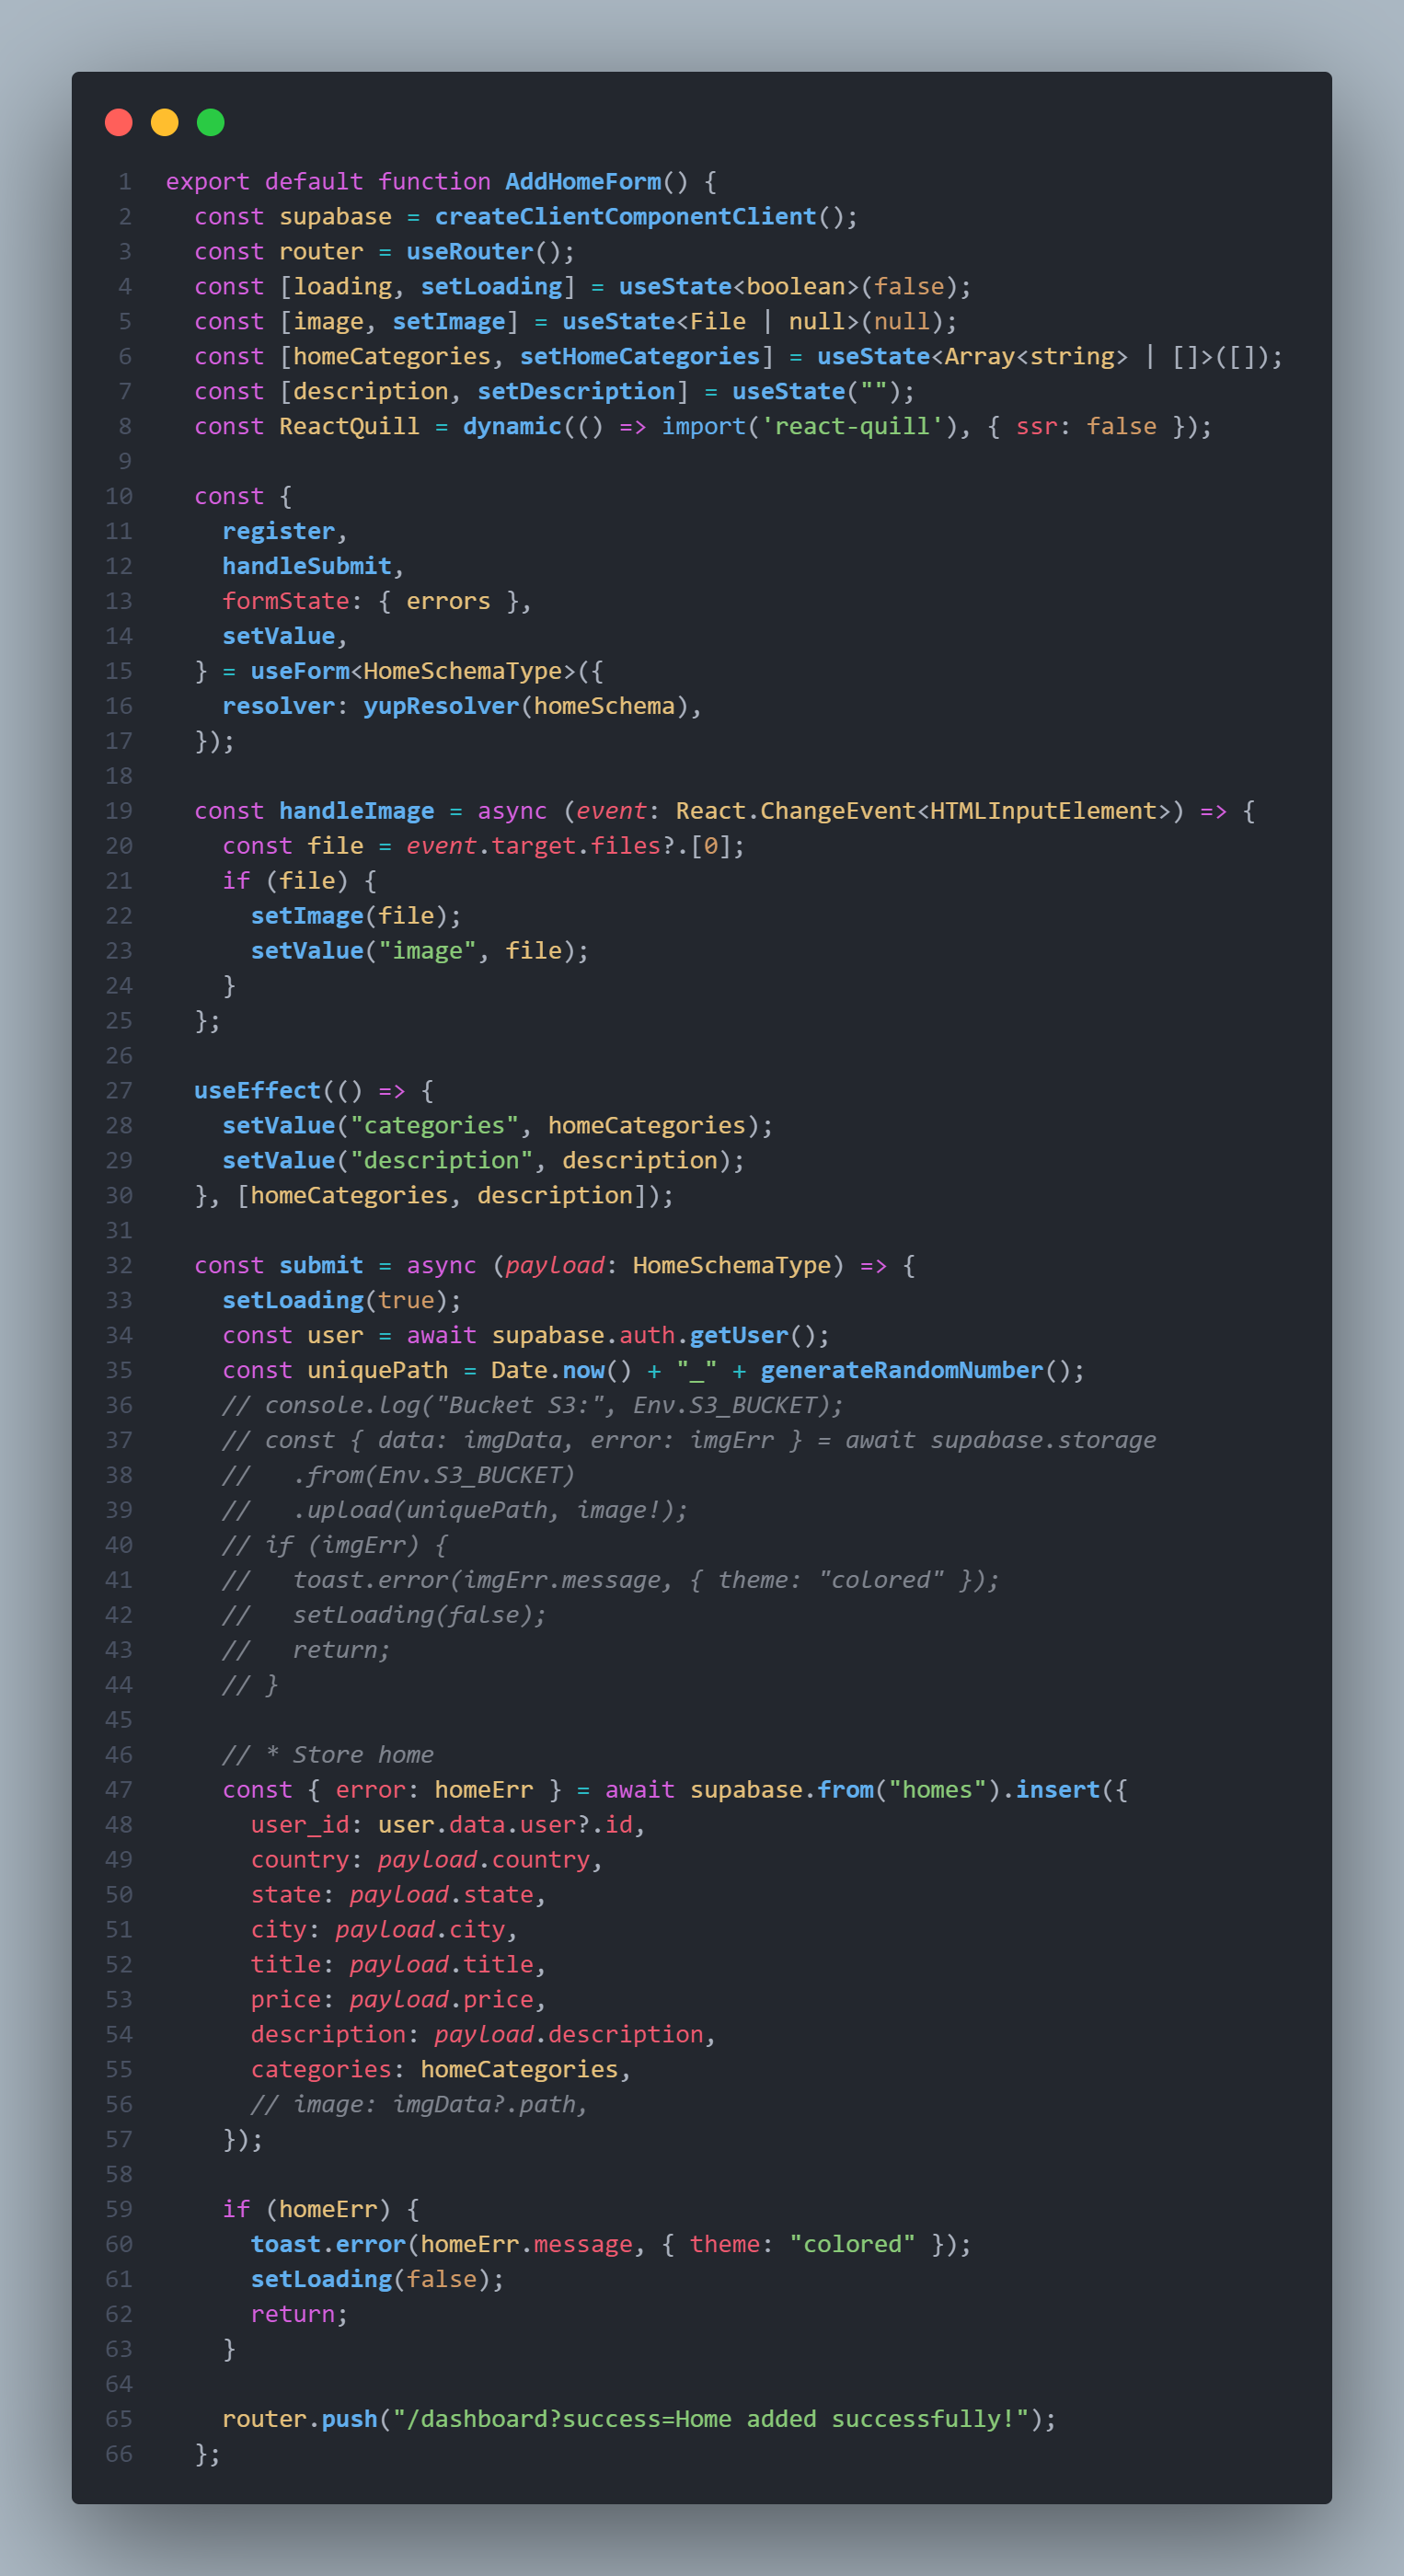 1 export default function AddHomeForm() {
2   const supabase = createClientComponentClient();
3   const router = useRouter();
4   const [loading, setLoading] = useState<boolean>(false);
5   const [image, setImage] = useState<File | null>(null);
6   const [homeCategories, setHomeCategories] = useState<Array<string> | []>([]);
7   const [description, setDescription] = useState("");
8   const ReactQuill = dynamic(() => import('react-quill'), { ssr: false });
9
10   const {
11     register,
12     handleSubmit,
13     formState: { errors },
14     setValue,
15   } = useForm<HomeSchemaType>({
16     resolver: yupResolver(homeSchema),
17   });
18
19   const handleImage = async (event: React.ChangeEvent<HTMLInputElement>) => {
20     const file = event.target.files?.[0];
21     if (file) {
22       setImage(file);
23       setValue("image", file);
24     }
25   };
26
27   useEffect(() => {
28     setValue("categories", homeCategories);
29     setValue("description", description);
30   }, [homeCategories, description]);
31
32   const submit = async (payload: HomeSchemaType) => {
33     setLoading(true);
34     const user = await supabase.auth.getUser();
35     const uniquePath = Date.now() + "_" + generateRandomNumber();
36     // console.log("Bucket S3:", Env.S3_BUCKET);
37     // const { data: imgData, error: imgErr } = await supabase.storage
38     //   .from(Env.S3_BUCKET)
39     //   .upload(uniquePath, image!);
40     // if (imgErr) {
41     //   toast.error(imgErr.message, { theme: "colored" });
42     //   setLoading(false);
43     //   return;
44     // }
45
46     // * Store home
47     const { error: homeErr } = await supabase.from("homes").insert({
48       user_id: user.data.user?.id,
49       country: payload.country,
50       state: payload.state,
51       city: payload.city,
52       title: payload.title,
53       price: payload.price,
54       description: payload.description,
55       categories: homeCategories,
56       // image: imgData?.path,
57     });
58
59     if (homeErr) {
60       toast.error(homeErr.message, { theme: "colored" });
61       setLoading(false);
62       return;
63     }
64
65     router.push("/dashboard?success=Home added successfully!");
66   };